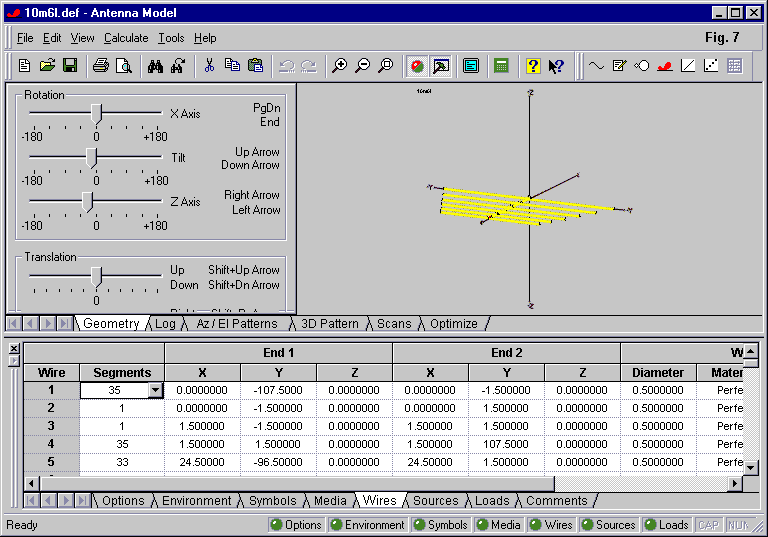 10m6l.def - Antenna Model
File Edit View Calculate Tools Help Fig. 7
Rotation
X Axis PgDn
End
-180 0 +180
Tilt Up Arrow
Down Arrow
-180 0 +180
Z Axis Right Arrow
Left Arrow
-180 0 +180
Translation
Up Shift+Up Arrow
Down Shift+Dn Arrow
0
10m6l
Geometry Log Az / El Patterns 3D Pattern Scans Optimize
End 1 End 2 W
Wire Segments X Y Z X Y Z Diameter Mater
1 35 0.0000000 -107.5000 0.0000000 0.0000000 -1.500000 0.0000000 0.5000000 Perfe
2 1 0.0000000 -1.500000 0.0000000 0.0000000 1.500000 0.0000000 0.5000000 Perfe
3 1 1.500000 -1.500000 0.0000000 1.500000 1.500000 0.0000000 0.5000000 Perfe
4 35 1.500000 1.500000 0.0000000 1.500000 107.5000 0.0000000 0.5000000 Perfe
5 33 24.50000 -96.50000 0.0000000 24.50000 1.500000 0.0000000 0.5000000 Perfe
Options Environment Symbols Media Wires Sources Loads Comments
Ready Options Environment Symbols Media Wires Sources Loads CAP NUM